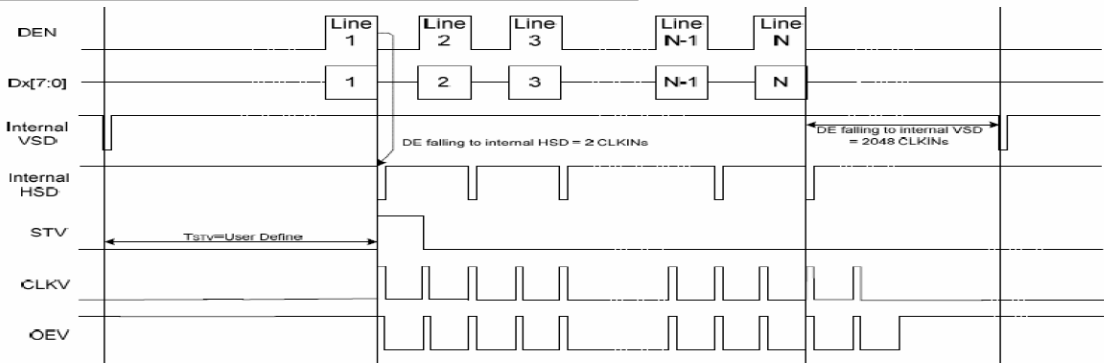 DEN
Line 1
Line 2
Line 3
Line N-1
Line N
Dx[7:0]
1
2
3
N-1
N
Internal VSD
DE falling to internal HSD = 2 CLKINs
DE falling to internal VSD = 2048 CLKINs
Internal HSD
STV
TSTV=User Define
CLKV
OEV